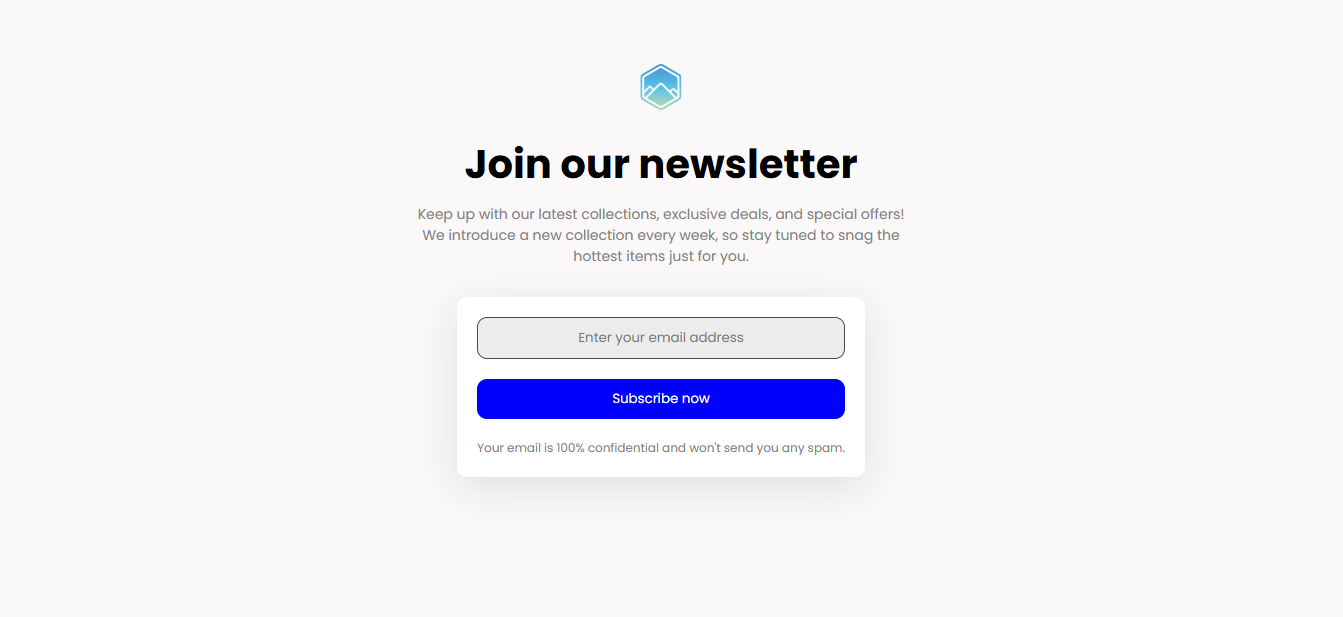 Join our newsletter
Keep up with our latest collections, exclusive deals, and special offers!
We introduce a new collection every week, so stay tuned to snag the
hottest items just for you.
Enter your email address
Subscribe now
Your email is 100% confidential and won't send you any spam.